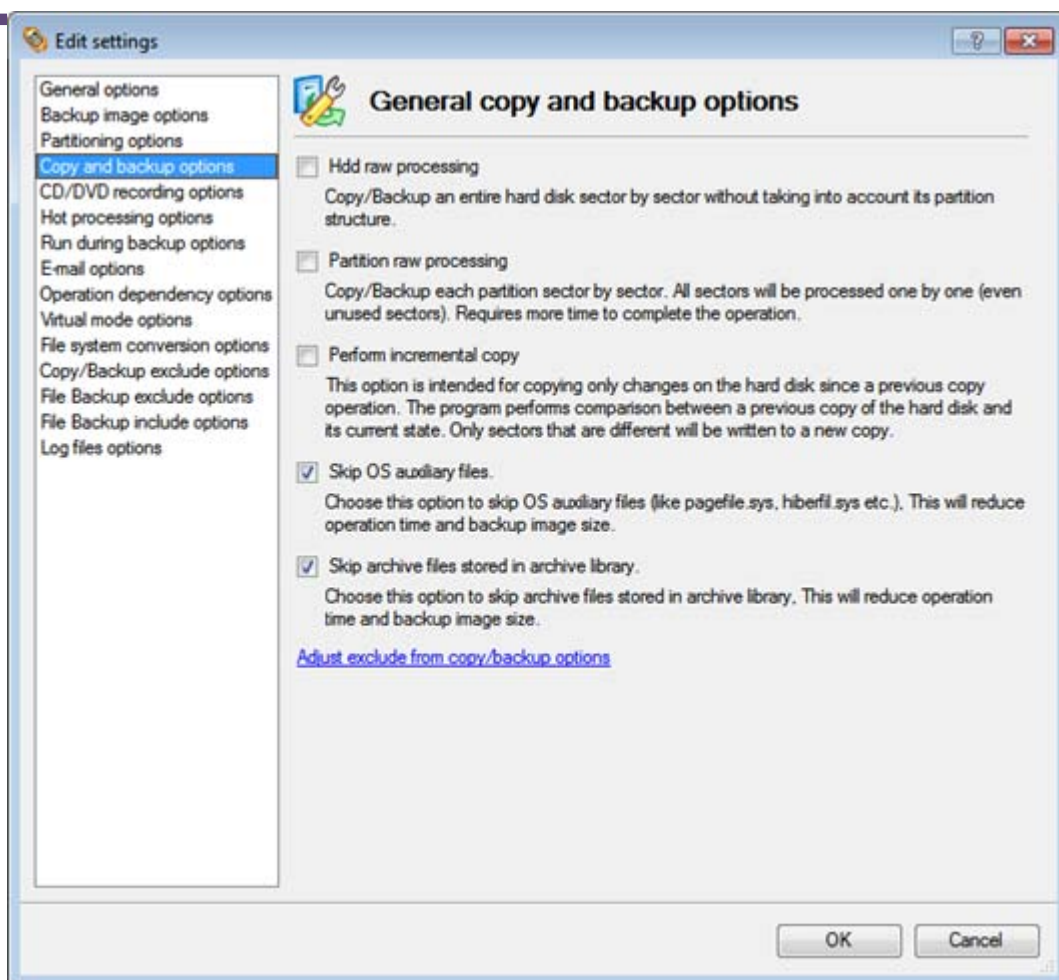 Edit settings
General options
Backup image options
Partitioning options
Copy and backup options
CD/DVD recording options
Hot processing options
Run during backup options
E-mail options
Operation dependency options
Virtual mode options
File system conversion options
Copy/Backup exclude options
File Backup exclude options
File Backup include options
Log files options
General copy and backup options
Hdd raw processing
Copy/Backup an entire hard disk sector by sector without taking into account its partition
structure.
Partition raw processing
Copy/Backup each partition sector by sector. All sectors will be processed one by one (even
unused sectors). Requires more time to complete the operation.
Perform incremental copy
This option is intended for copying only changes on the hard disk since a previous copy
operation. The program performs comparison between a previous copy of the hard disk and
its current state. Only sectors that are different will be written to a new copy.
Skip OS auxiliary files.
Choose this option to skip OS auxiliary files (like pagefile.sys, hiberfil.sys etc.), This will reduce
operation time and backup image size.
Skip archive files stored in archive library.
Choose this option to skip archive files stored in archive library, This will reduce operation
time and backup image size.
Adjust exclude from copy/backup options
OK
Cancel